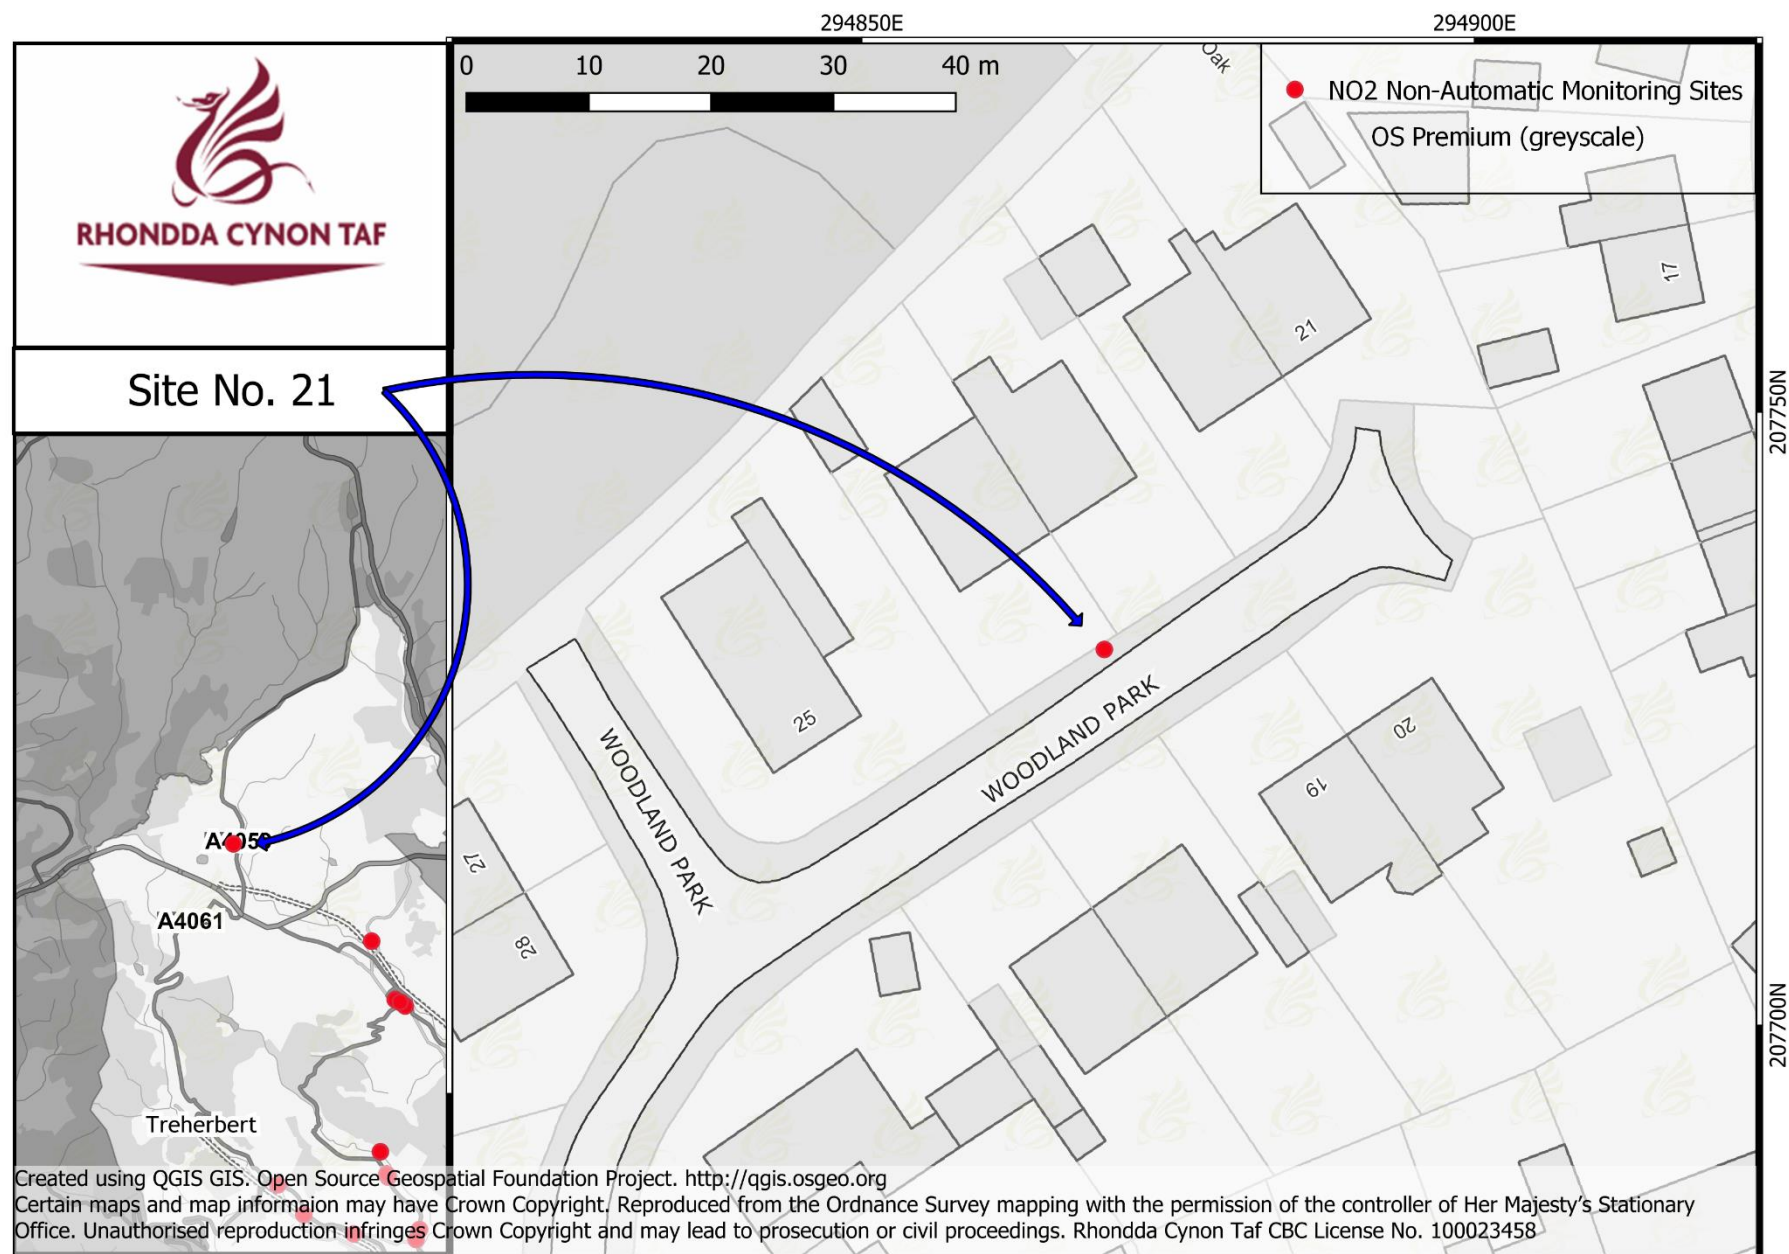 294850E
294900E
0 10 20 30 40 m
Oak
NO2 Non-Automatic Monitoring Sites
OS Premium (greyscale)
RHONDDA CYNON TAF
17
21
Site No. 21
207750N
25
WOODLAND PARK
WOODLAND PARK
20
19
27
28
A4059
A4061
207700N
Treherbert
Created using QGIS GIS. Open Source Geospatial Foundation Project. http://qgis.osgeo.org
Certain maps and map informaion may have Crown Copyright. Reproduced from the Ordnance Survey mapping with the permission of the controller of Her Majesty's Stationary
Office. Unauthorised reproduction infringes Crown Copyright and may lead to prosecution or civil proceedings. Rhondda Cynon Taf CBC License No. 100023458